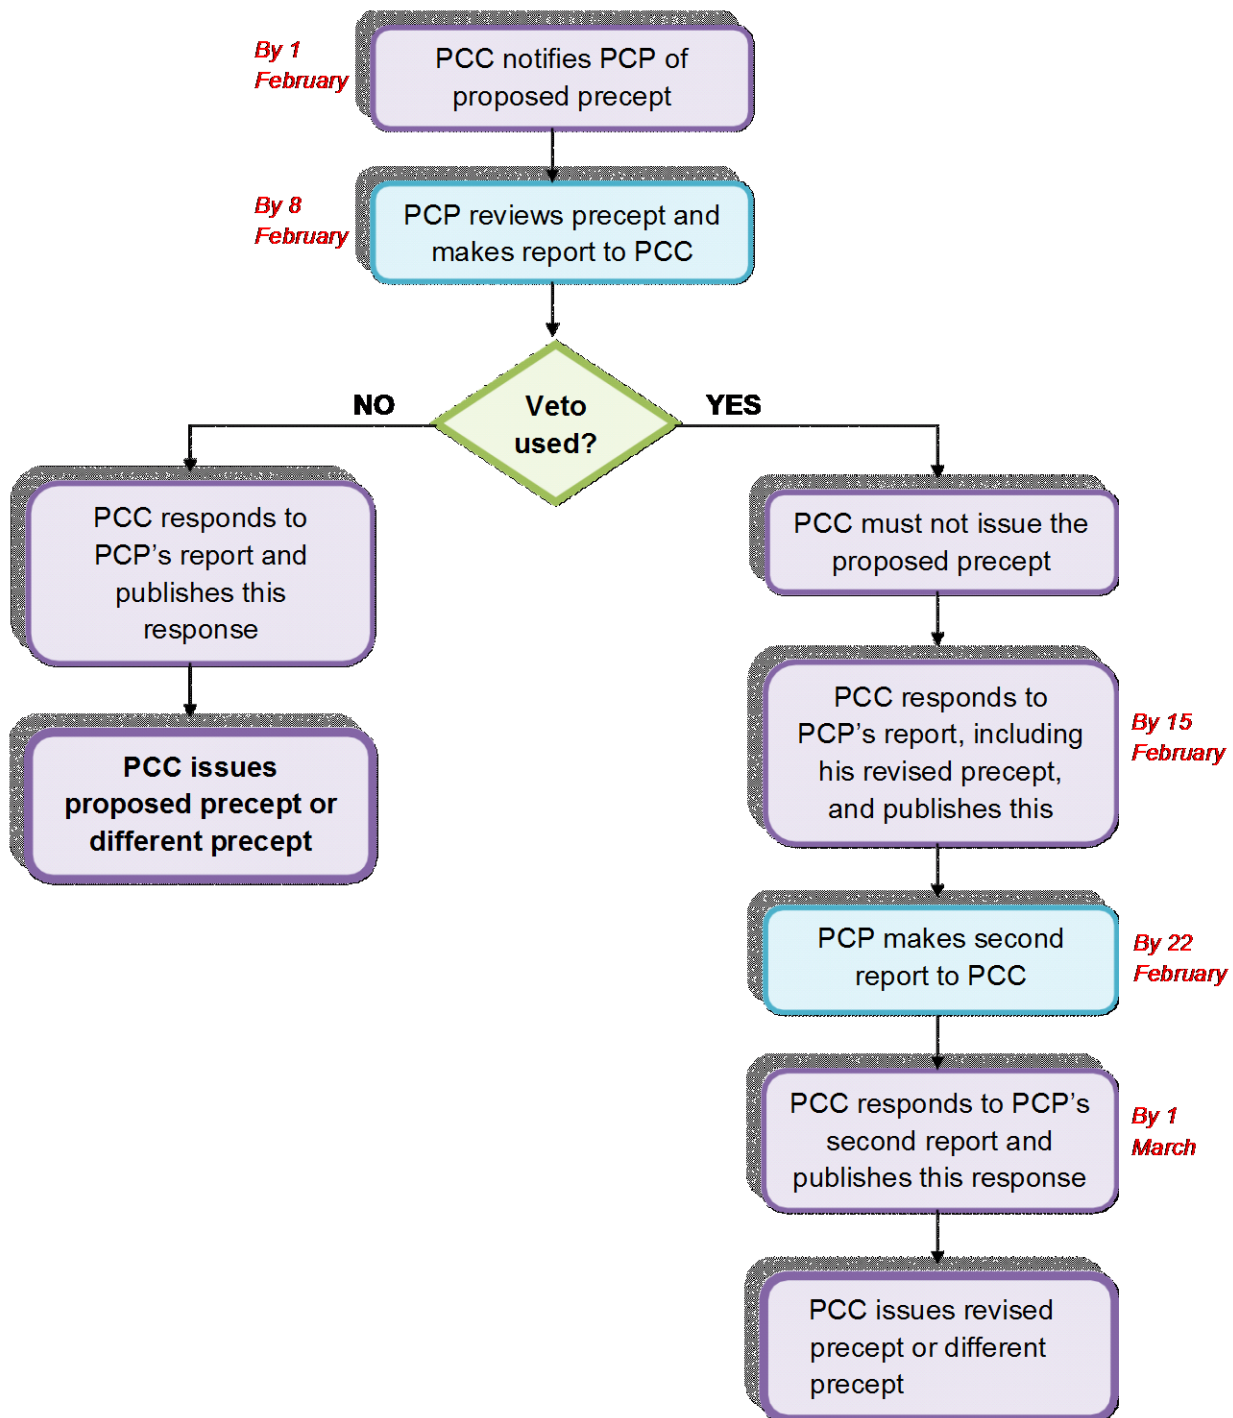 By 1
February
PCC notifies PCP of
proposed precept
By 8
February
PCP reviews precept and
makes report to PCC
NO
Veto
used?
YES
PCC responds to
PCP’s report and
publishes this
response
PCC issues
proposed precept or
different precept
PCC must not issue the
proposed precept
PCC responds to
PCP’s report, including
his revised precept,
and publishes this
By 15
February
PCP makes second
report to PCC
By 22
February
PCC responds to PCP’s
second report and
publishes this response
By 1
March
PCC issues revised
precept or different
precept